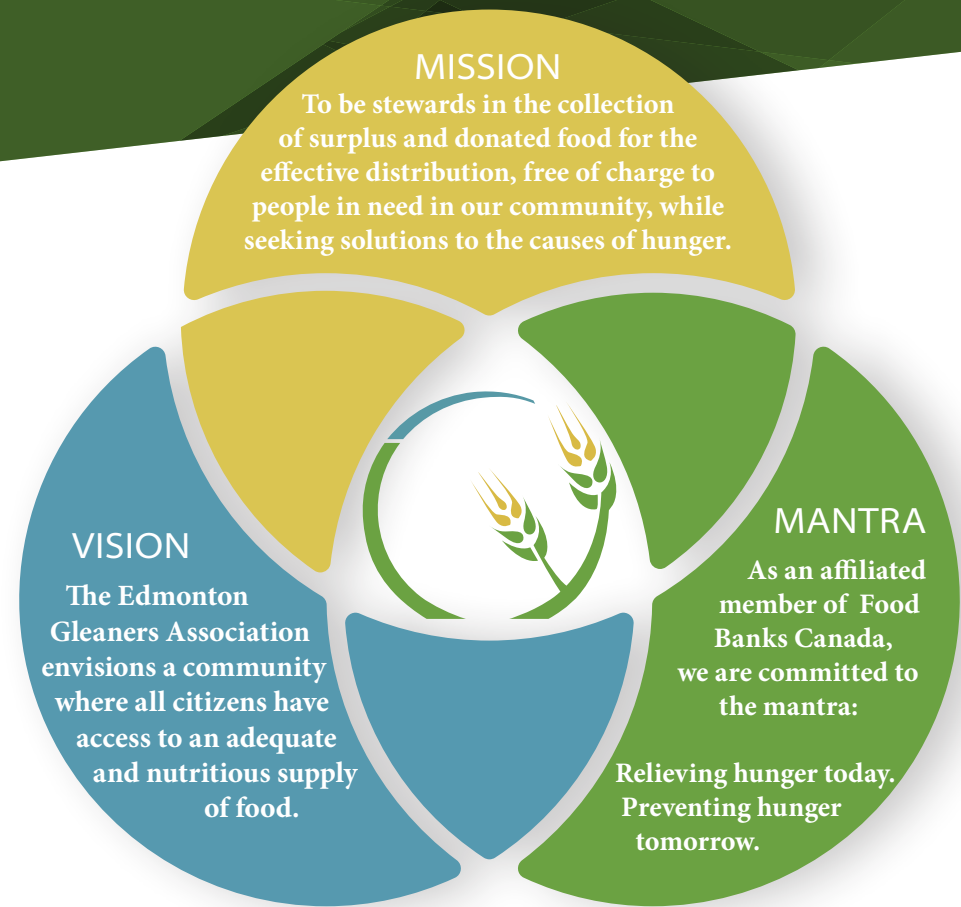 MISSION
To be stewards in the collection
of surplus and donated food for the
effective distribution, free of charge to
people in need in our community, while
seeking solutions to the causes of hunger.
VISION
The Edmonton
Gleaners Association
envisions a community
where all citizens have
access to an adequate
and nutritious supply
of food.
MANTRA
As an affiliated
member of Food
Banks Canada,
we are committed to
the mantra:
Relieving hunger today.
Preventing hunger
tomorrow.